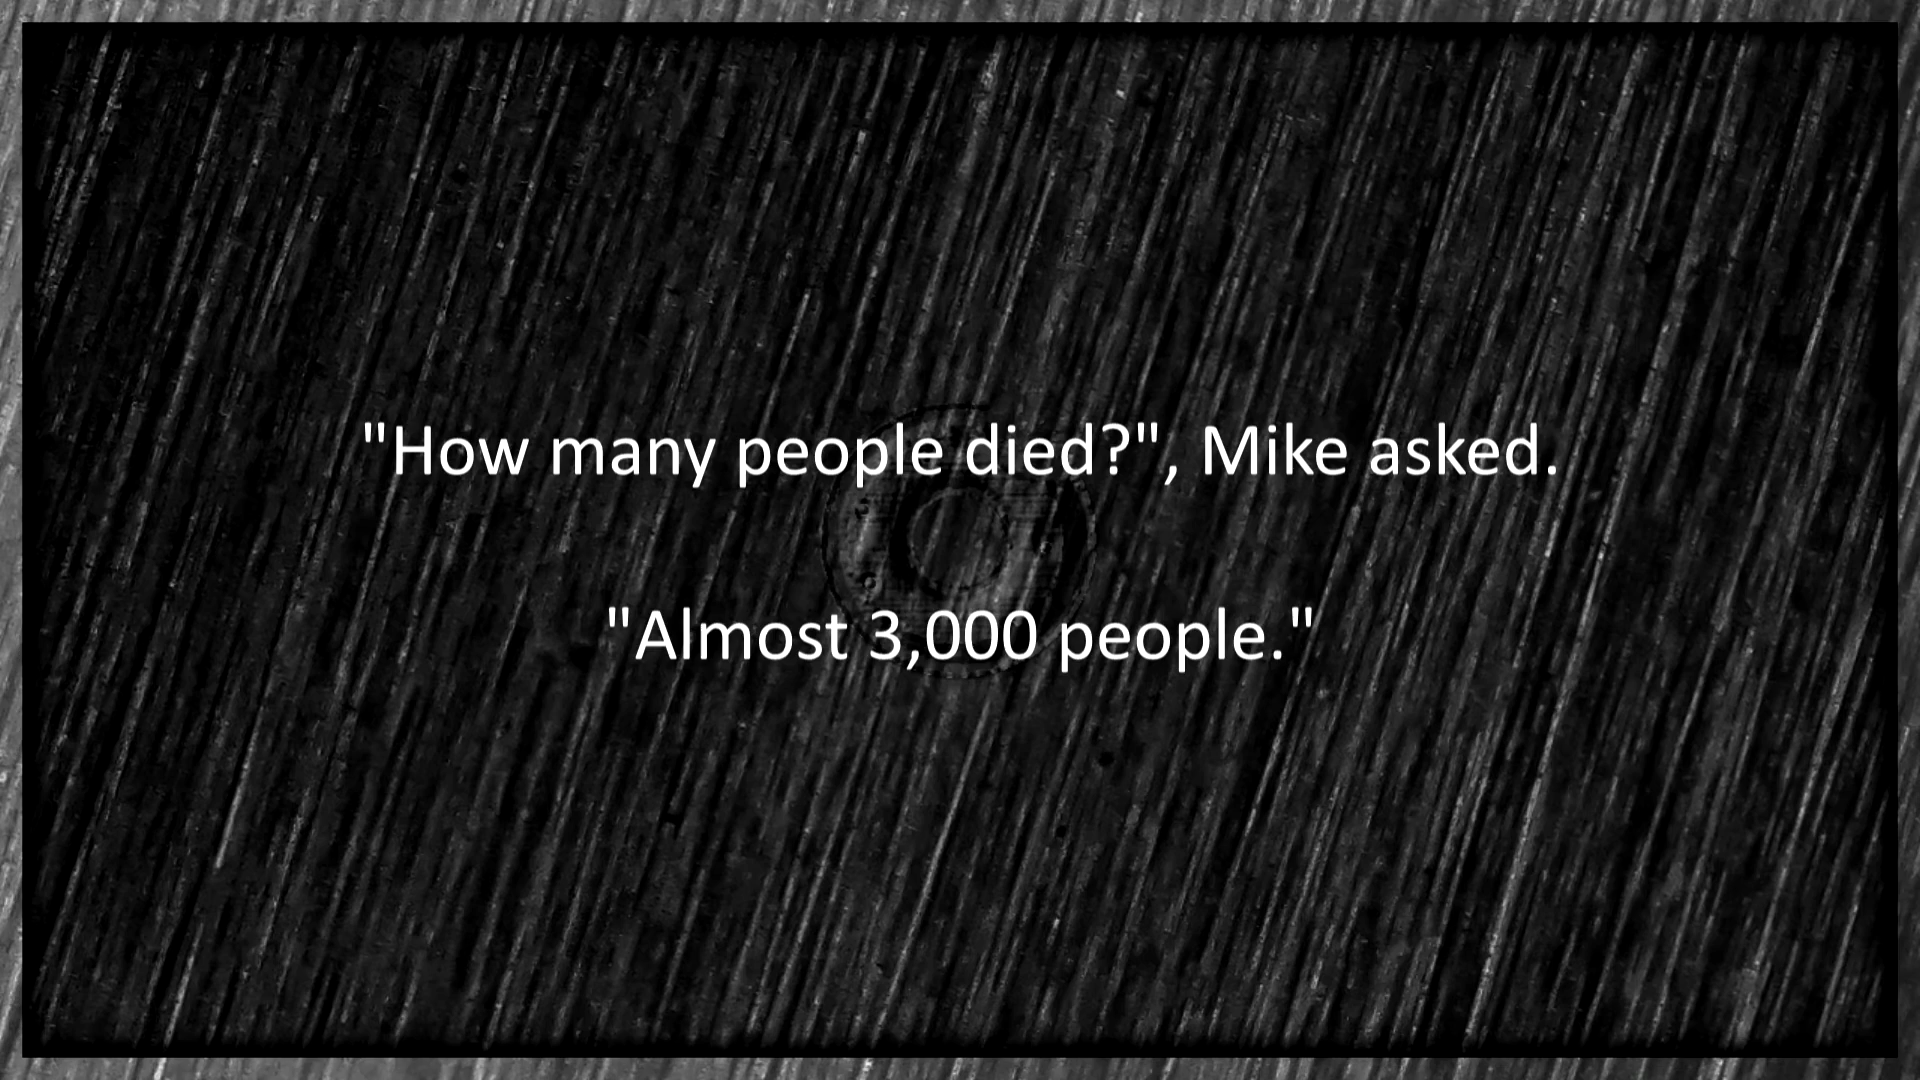 "How many people died?", Mike asked.
"Almost 3,000 people."